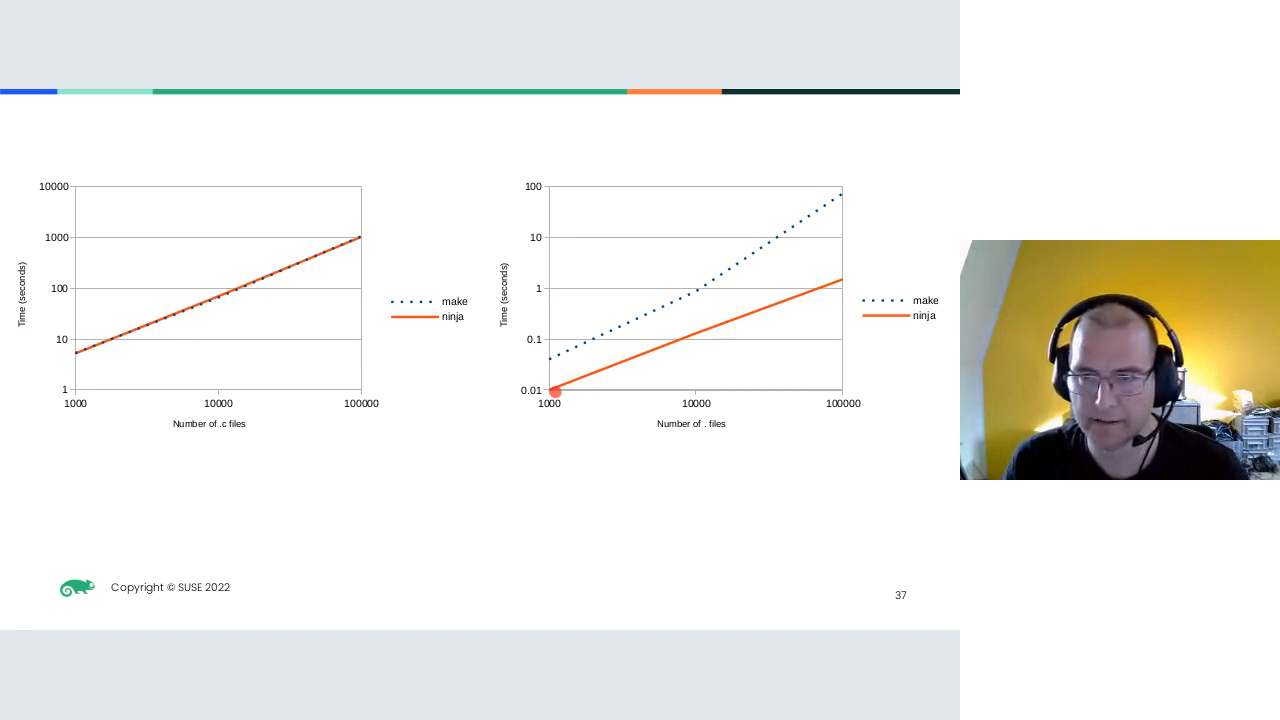 10000
1000
100
10
1
Time (seconds)
1000
10000
100000
Number of .c files
make
ninja
100
10
1
0.1
0.01
Time (seconds)
1000
10000
100000
Number of . files
make
ninja
Copyright © SUSE 2022
37